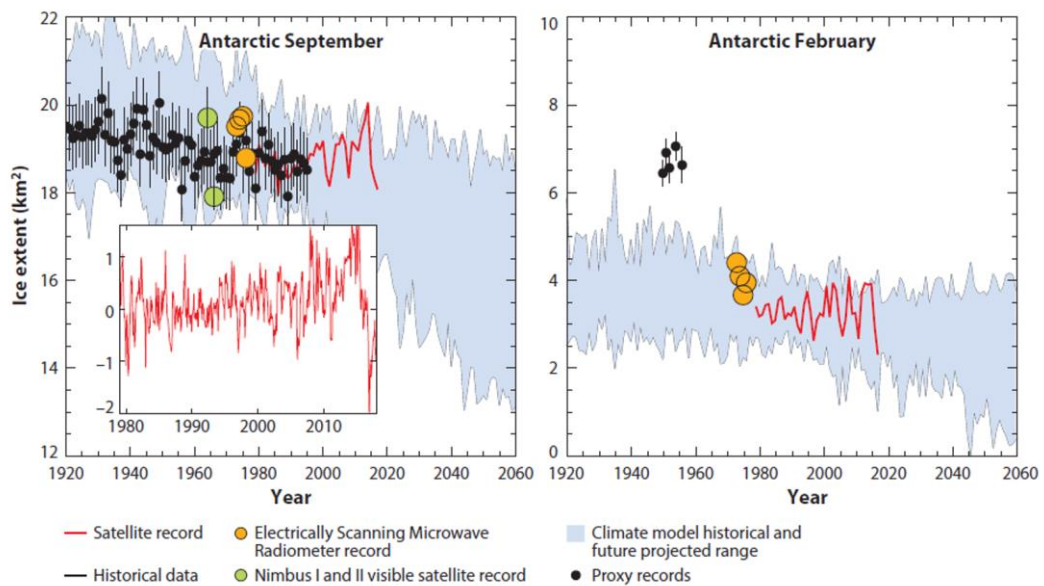 Antarctic September
Antarctic February
Ice extent (km²)
22
20
18
16
14
12
1
0
−1
−2
1980 1990 2000 2010
1920 1940 1960 1980 2000 2020 2040 2060
Year
10
8
6
4
2
0
1920 1940 1960 1980 2000 2020 2040 2060
Year
Satellite record
Historical data
Electrically Scanning Microwave
Radiometer record
Nimbus I and II visible satellite record
Climate model historical and
future projected range
Proxy records